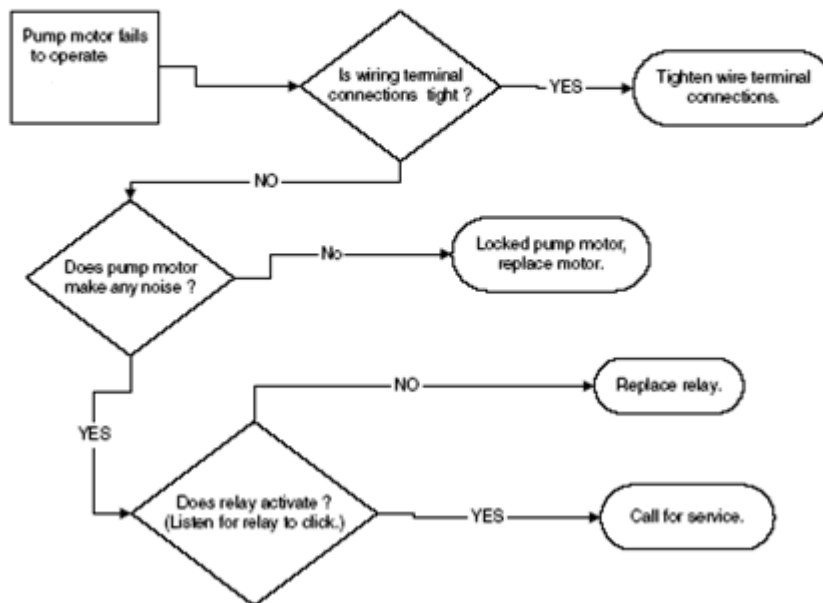 Pump motor fails
to operate
Is wiring terminal
connections tight ?
YES
Tighten wire terminal
connections.
NO
Does pump motor
make any noise ?
No
Locked pump motor,
replace motor.
YES
NO
Replace relay.
Does relay activate ?
(Listen for relay to click.)
YES
Call for service.